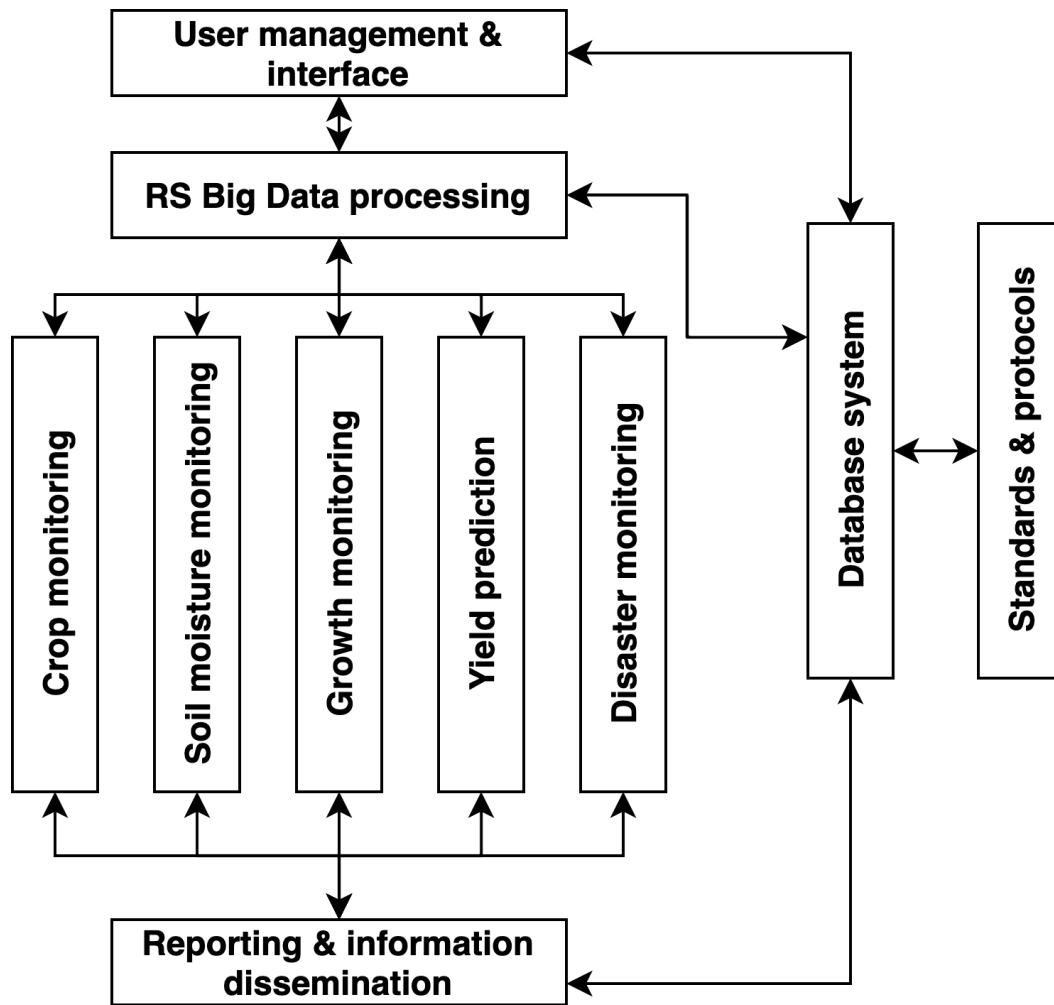 User management &
interface
RS Big Data processing
Crop monitoring
Soil moisture monitoring
Growth monitoring
Yield prediction
Disaster monitoring
Database system
Standards & protocols
Reporting & information
dissemination